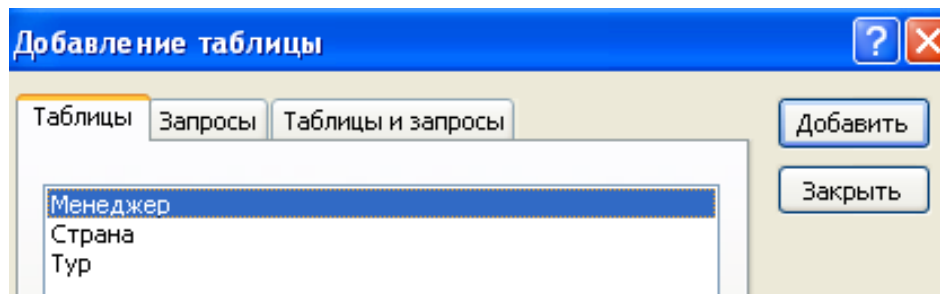 Добавление таблицы
?
Таблицы Запросы Таблицы и запросы
Добавить
Закрыть
Менеджер
Страна
Тур